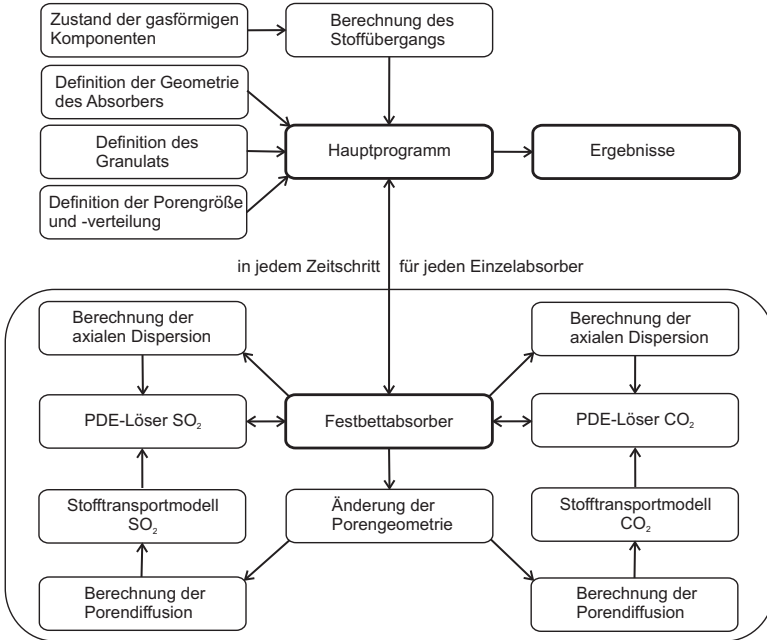 Zustand der gasförmigen
Komponenten
Berechnung des
Stoffübergangs
Definition der Geometrie
des Absorbers
Definition des
Granulats
Hauptprogramm
Ergebnisse
Definition der Porengröße
und -verteilung
in jedem Zeitschritt
für jeden Einzelabsorber
Berechnung der
axialen Dispersion
Berechnung der
axialen Dispersion
PDE-Löser SO₂
Festbettabsorber
PDE-Löser CO₂
Stofftransportmodell
SO₂
Änderung der
Porengeometrie
Stofftransportmodell
CO₂
Berechnung der
Porendiffusion
Berechnung der
Porendiffusion